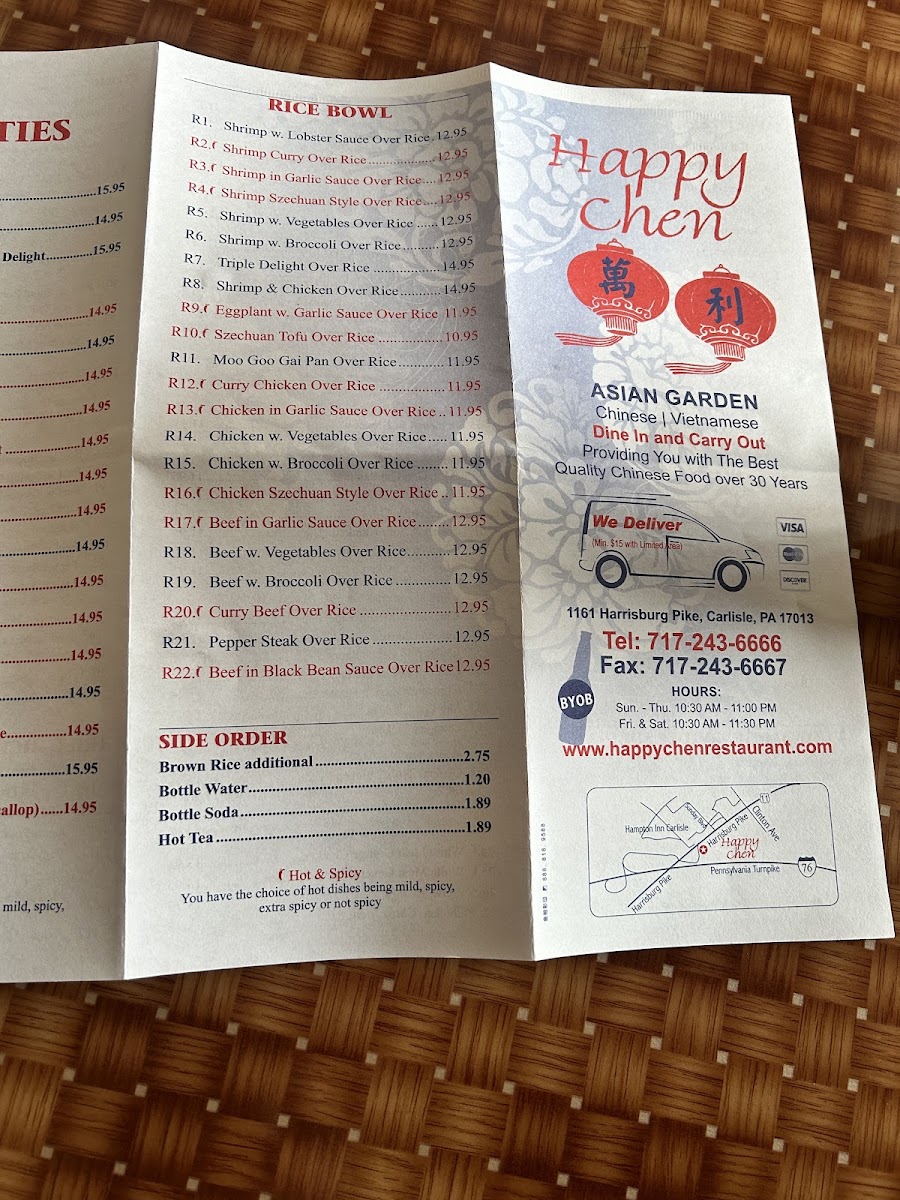 TIES
15.95
14.95
Delight.............15.95
14.95
14.95
14.95
14.95
14.95
14.95
14.95
14.95
14.95
14.95
14.95
14.95
14.95
15.95
allop)......14.95
mild, spicy,
RICE BOWL
R1. Shrimp w. Lobster Sauce Over Rice.12.95
R2. Shrimp Curry Over Rice..................12.95
R3. Shrimp in Garlic Sauce Over Rice....12.95
R4. Shrimp Szechuan Style Over Rice....12.95
R5. Shrimp w. Vegetables Over Rice ......12.95
R6. Shrimp w. Broccoli Over Rice..........12.95
R7. Triple Delight Over Rice ..................14.95
R8. Shrimp & Chicken Over Rice...........14.95
R9. Eggplant w. Garlic Sauce Over Rice 11.95
R10. Szechuan Tofu Over Rice ................10.95
R11. Moo Goo Gai Pan Over Rice............11.95
R12. Curry Chicken Over Rice .................11.95
R13. Chicken in Garlic Sauce Over Rice..11.95
R14. Chicken w. Vegetables Over Rice.....11.95
R15. Chicken w. Broccoli Over Rice ........11.95
R16. Chicken Szechuan Style Over Rice ..11.95
R17. Beef in Garlic Sauce Over Rice........12.95
R18. Beef w. Vegetables Over Rice...........12.95
R19. Beef w. Broccoli Over Rice .............12.95
R20. Curry Beef Over Rice ......................12.95
R21. Pepper Steak Over Rice ...................12.95
R22. Beef in Black Bean Sauce Over Rice12.95
SIDE ORDER
Brown Rice additional..............................2.75
Bottle Water...........................................1.20
Bottle Soda............................................1.89
Hot Tea.................................................1.89
Hot & Spicy
You have the choice of hot dishes being mild, spicy,
extra spicy or not spicy
Happy
Chen
萬
利
ASIAN GARDEN
Chinese | Vietnamese
Dine In and Carry Out
Providing You with The Best
Quality Chinese Food over 30 Years
We Deliver
(Min. $15 with Limited Area)
VISA
MasterCard
DISCOVER
1161 Harrisburg Pike, Carlisle, PA 17013
Tel: 717-243-6666
Fax: 717-243-6667
BYOB
HOURS:
Sun. - Thu. 10:30 AM - 11:00 PM
Fri. & Sat. 10:30 AM - 11:30 PM
www.happychenrestaurant.com
Hampton Inn Carlisle
Harrisburg Pike
Clinton Ave
11
Happy
Chen
Pennsylvania Turnpike
76
Harrisburg Pike